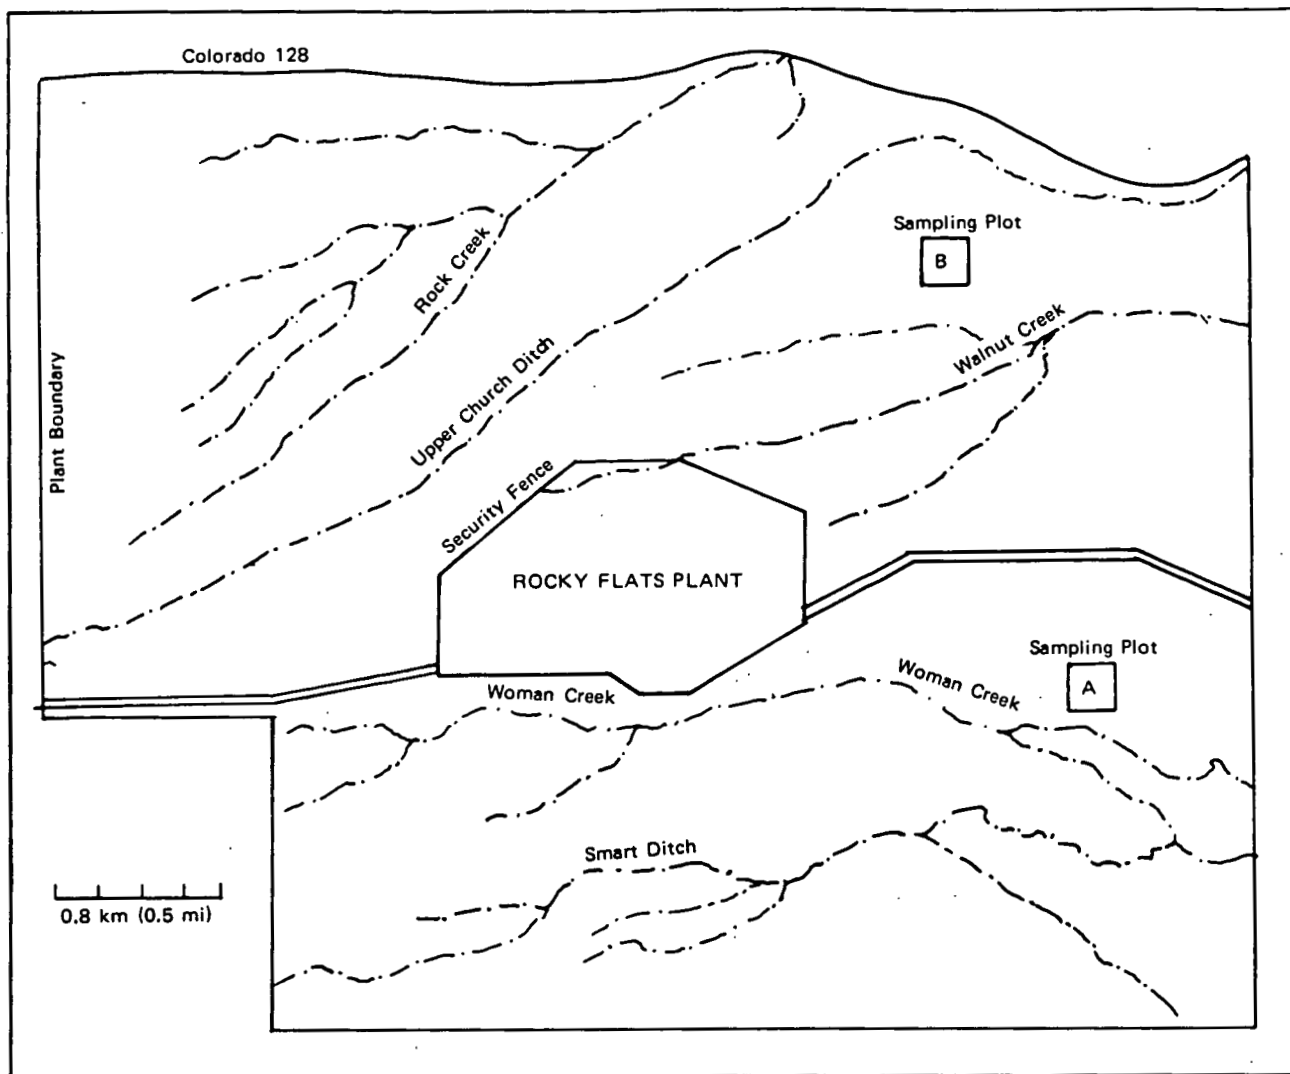 Colorado 128
Sampling Plot
B
Rock Creek
Walnut Creek
Upper Church Ditch
Plant Boundary
Security Fence
ROCKY FLATS PLANT
Sampling Plot
A
Woman Creek
Woman Creek
Smart Ditch
0.8 km (0.5 mi)